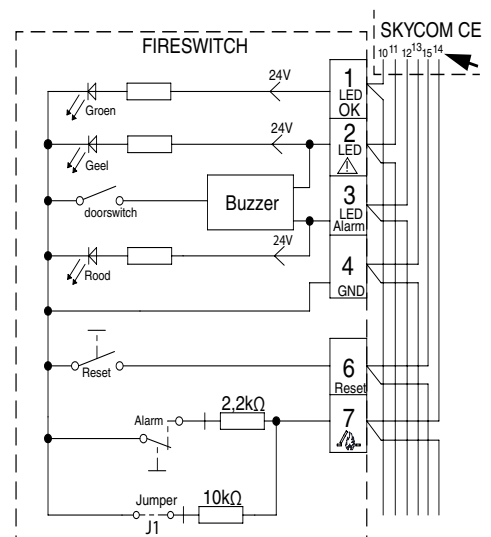 SKYCOM CE
FIRESWITCH
10 11 12 13 15 14
24V
1
LED
OK
Groen
24V
2
LED
Geel
Buzzer
doorswitch
3
LED
Alarm
24V
Rood
4
GND
Reset
6
Reset
2,2kΩ
Alarm
7
Jumper
10kΩ
J1